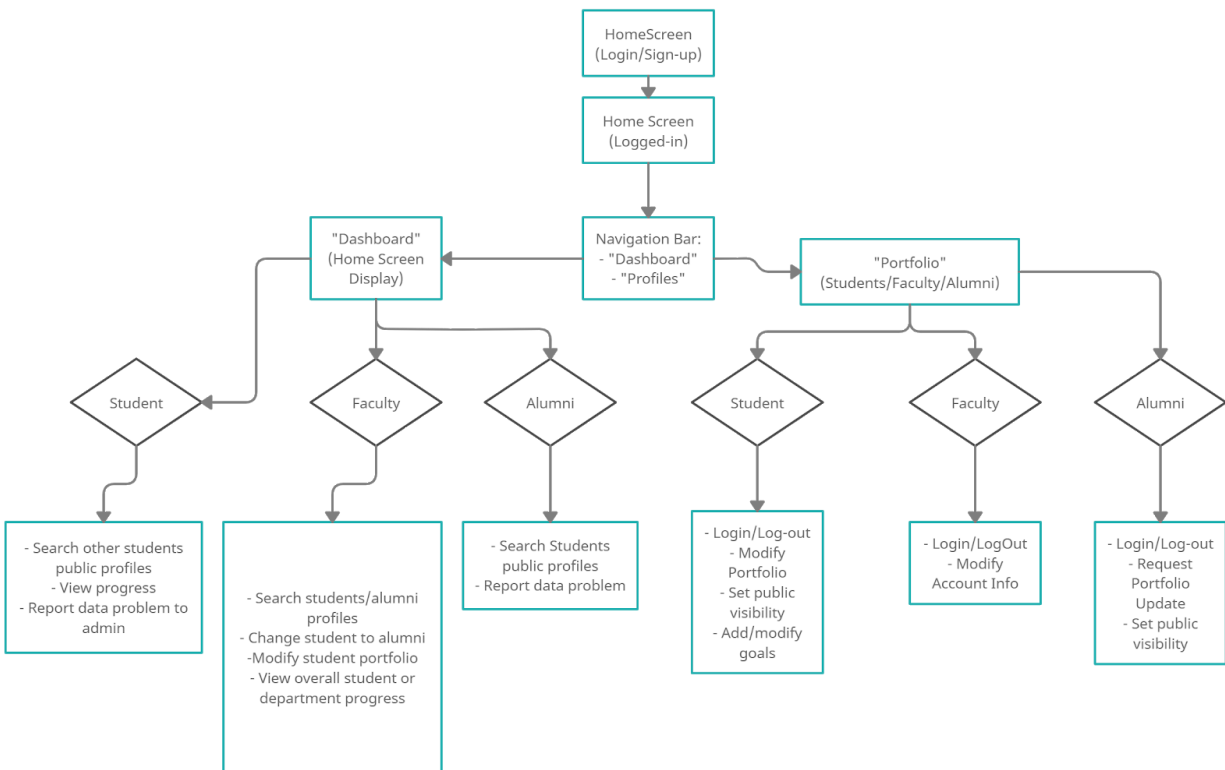 HomeScreen
(Login/Sign-up)
Home Screen
(Logged-in)
"Dashboard"
(Home Screen
Display)
Navigation Bar:
- "Dashboard"
- "Profiles"
"Portfolio"
(Students/Faculty/Alumni)
Student
Faculty
Alumni
Student
Faculty
Alumni
- Search other students
public profiles
- View progress
- Report data problem to
admin
- Search students/alumni
profiles
- Change student to alumni
-Modify student portfolio
- View overall student or
department progress
- Search Students
public profiles
- Report data problem
- Login/Log-out
- Modify
Portfolio
- Set public
visibility
- Add/modify
goals
- Login/LogOut
- Modify
Account Info
- Login/Log-out
- Request
Portfolio
Update
- Set public
visibility